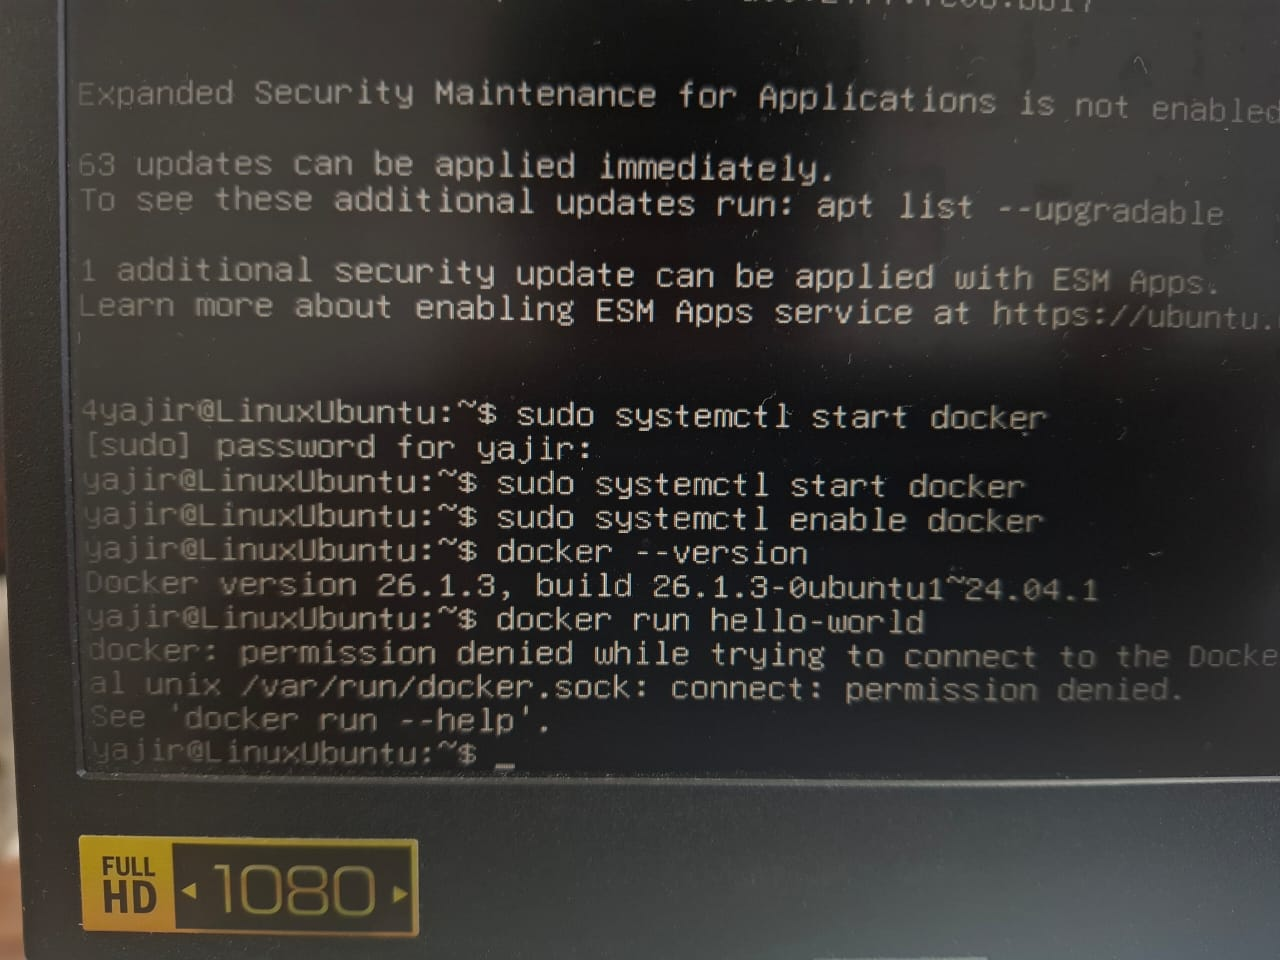 Expanded Security Maintenance for Applications is not enabled
63 updates can be applied immediately.
To see these additional updates run: apt list --upgradable
1 additional security update can be applied with ESM Apps.
Learn more about enabling ESM Apps service at https://ubuntu.
4yajir@LinuxUbuntu:~$ sudo systemctl start docker
[sudo] password for yajir:
yajir@LinuxUbuntu:~$ sudo systemctl start docker
yajir@LinuxUbuntu:~$ sudo systemctl enable docker
yajir@LinuxUbuntu:~$ docker --version
Docker version 26.1.3, build 26.1.3-0ubuntu1~24.04.1
yajir@LinuxUbuntu:~$ docker run hello-world
docker: permission denied while trying to connect to the Docke
al unix /var/run/docker.sock: connect: permission denied.
See 'docker run --help'.
yajir@LinuxUbuntu:~$ _
FULL HD 1080